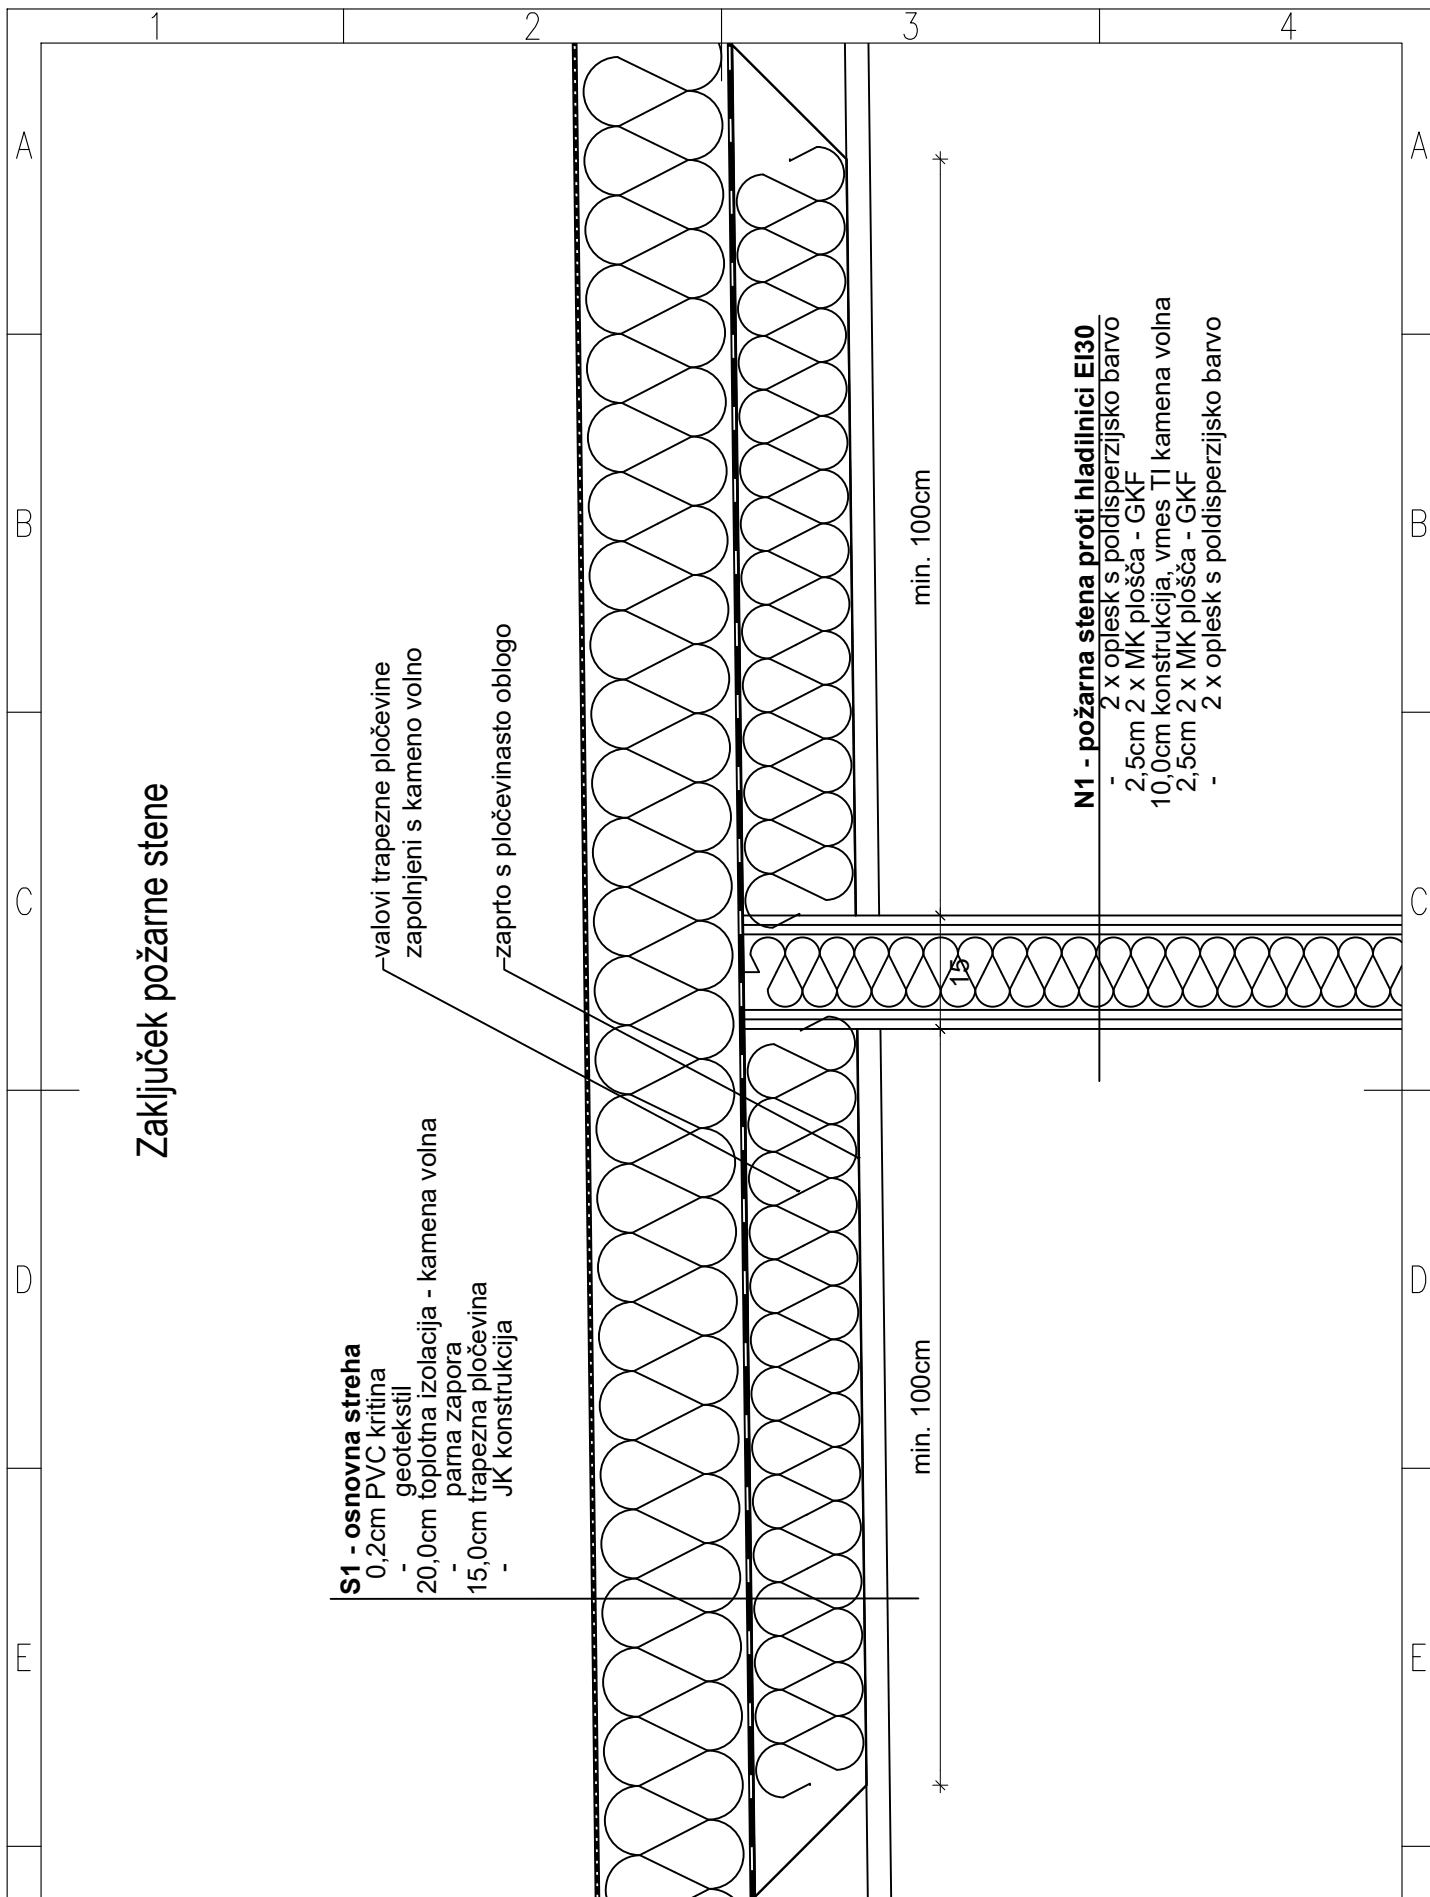 1
2
3
4
A
B
C
D
E
A
B
C
D
E
Zaključek požarne stene
S1 - osnovna streha
0,2cm PVC kritina
- geotekstil
20,0cm toplotna izolacija - kamena volna
- parna zapora
15,0cm trapezna pločevina
- JK konstrukcija
valovi trapezne pločevine
zapolnjeni s kameno volno
zaprto s pločevinasto oblogo
min. 100cm
15
min. 100cm
N1 - požarna stena proti hladilnici EI30
- 2 x oplesk s poldisperzijsko barvo
2,5cm 2 x MK plošča - GKF
10,0cm konstrukcija, vmes TI kamena volna
2,5cm 2 x MK plošča - GKF
- 2 x oplesk s poldisperzijsko barvo